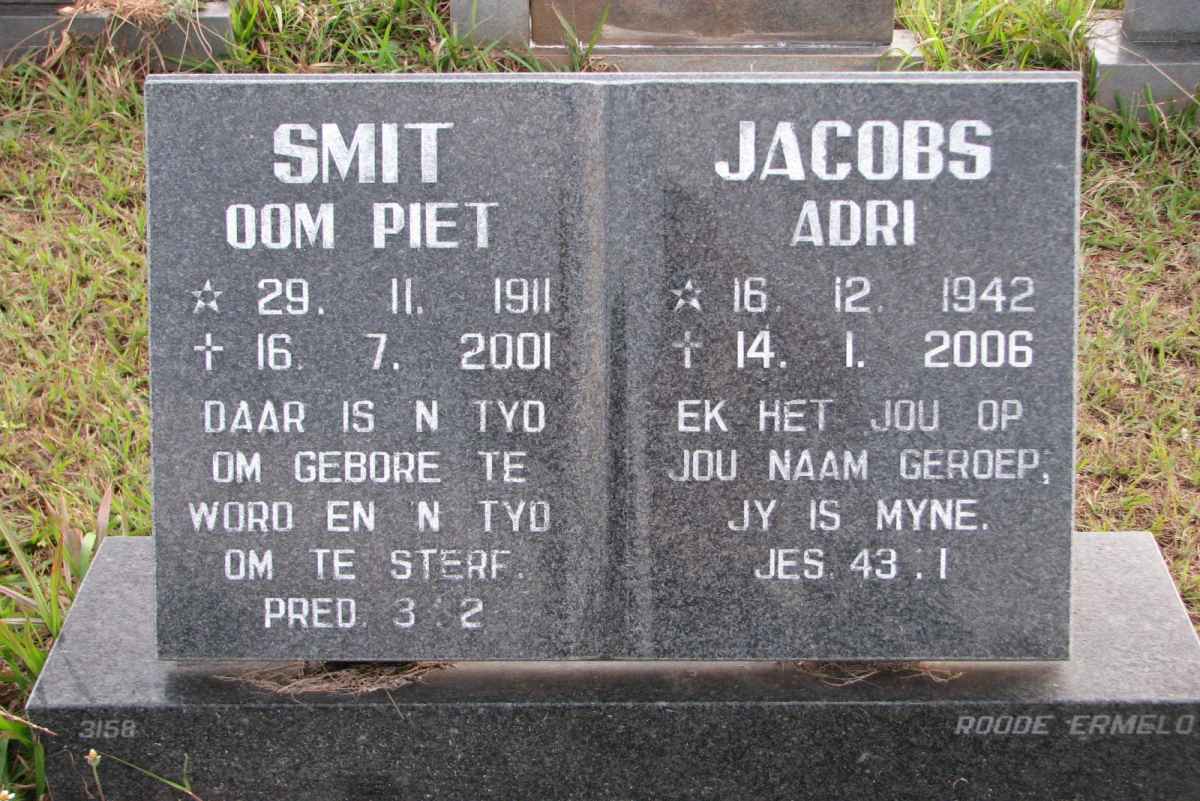 SMIT
OOM PIET
☆ 29. 11. 1911
✝ 16. 7. 2001
DAAR IS 'N TYD
OM GEBORE TE
WORD EN 'N TYD
OM TE STERF.
PRED. 3:2
JACOBS
ADRI
☆ 16. 12. 1942
✝ 14. 1. 2006
EK HET JOU OP
JOU NAAM GEROEP;
JY IS MYNE.
JES. 43:1
3158
ROODE ERMELO